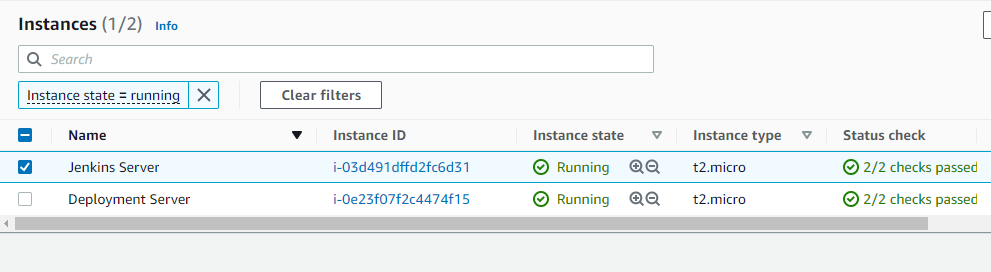 Instances (1/2) Info
Search
Instance state = running
Clear filters
Name Instance ID Instance state Instance type Status check
Jenkins Server i-03d491dffd2fc6d31 Running t2.micro 2/2 checks passed
Deployment Server i-0e23f07f2c4474f15 Running t2.micro 2/2 checks passed